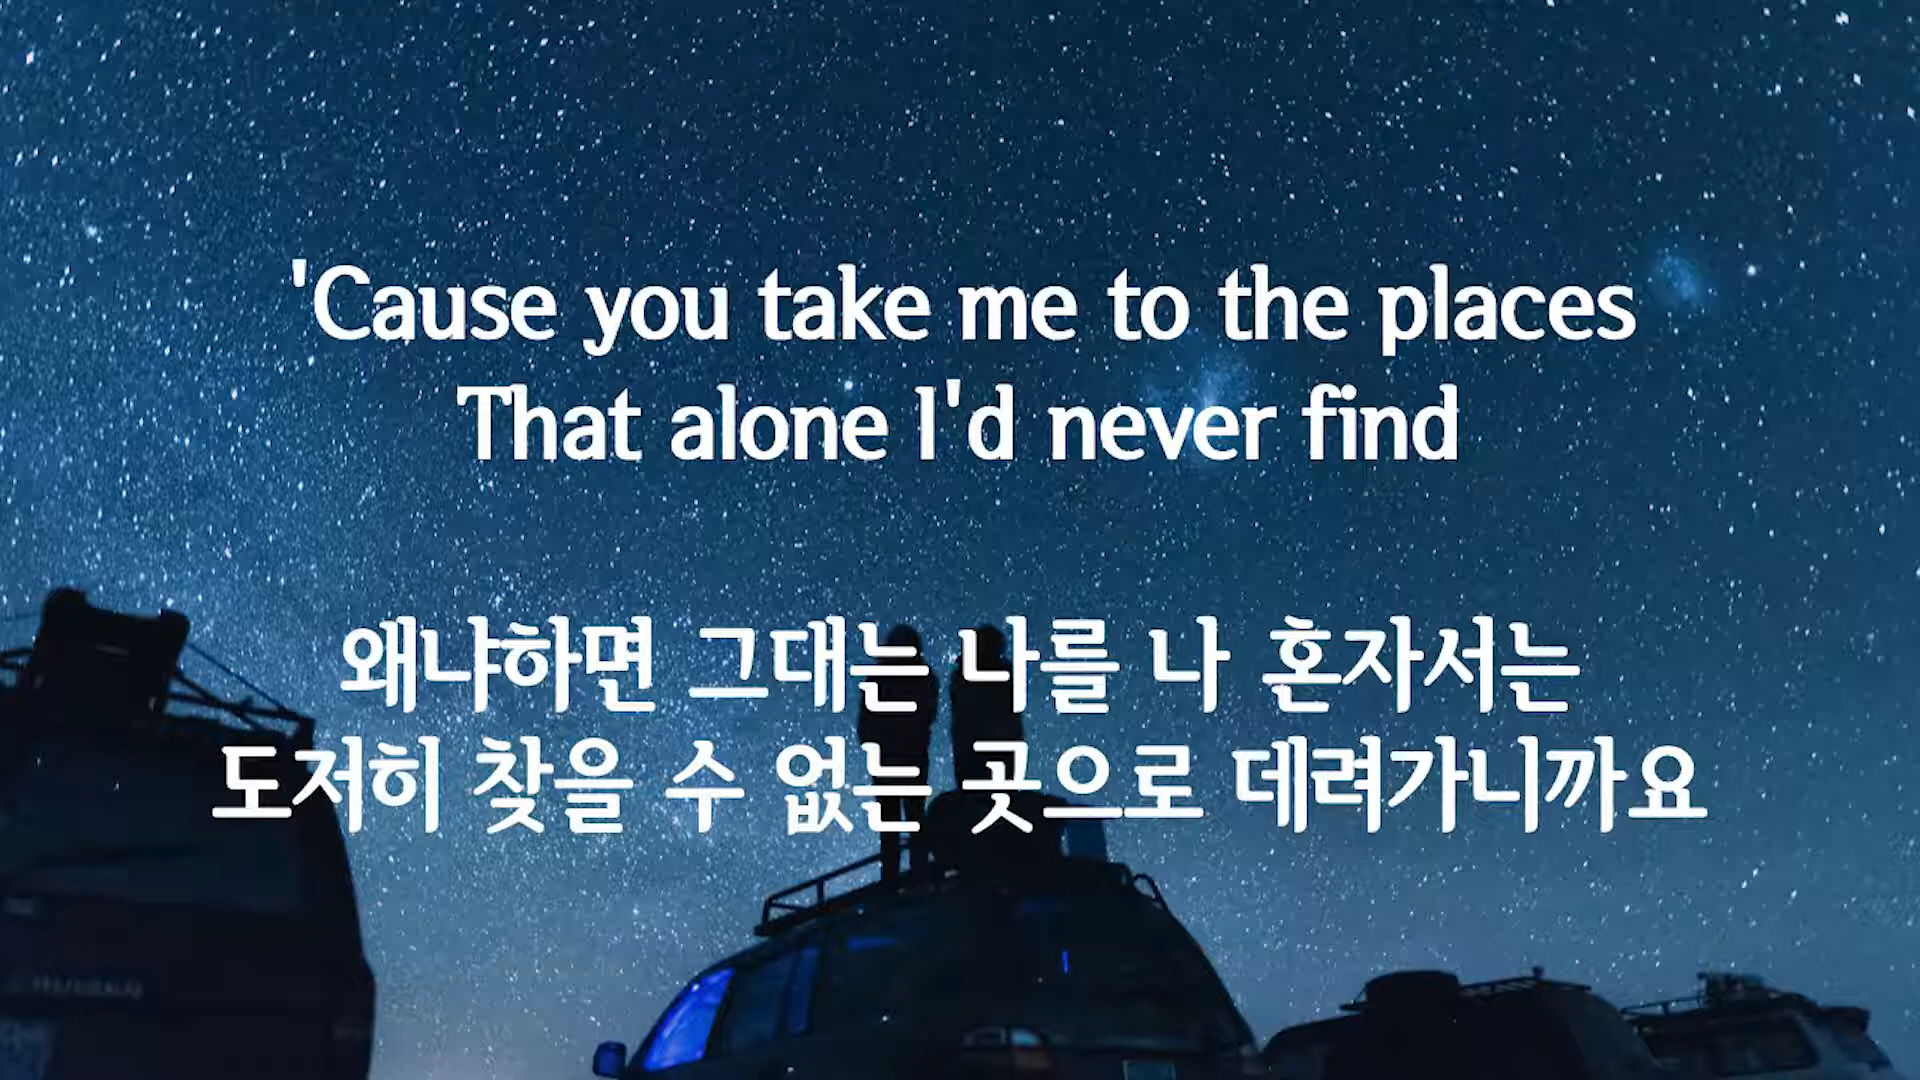 'Cause you take me to the places
That alone I'd never find
왜냐하면 그대는 나를 나 혼자서는
도저히 찾을 수 없는 곳으로 데려가니까요